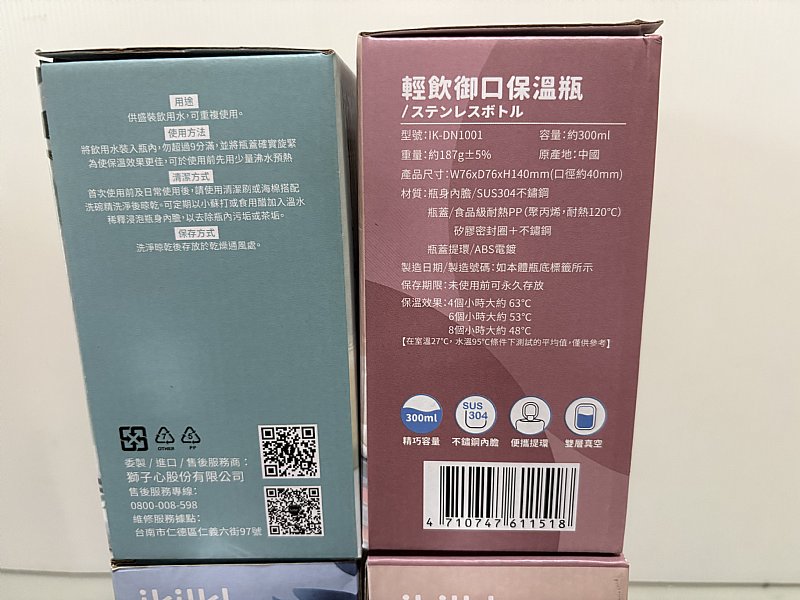 用途
供盛裝飲用水,可重複使用。
使用方法
將飲用水裝入瓶內,勿超過9分滿,並將瓶蓋確實旋緊
為使保溫效果更佳,可於使用前先用少量沸水預熱
清潔方式
首次使用前及日常使用後,請使用清潔刷或海棉搭配
洗碗精洗淨後晾乾。可定期以小蘇打或食用醋加入溫水
稀釋浸泡瓶身內膽,以去除瓶內污垢或茶垢。
保存方式
洗淨晾乾後存放於乾燥通風處。
7
OTHER
5
PP
委製/進口/售後服務商:
獅子心股份有限公司
售後服務專線:
0800-008-598
維修服務據點:
台南市仁德區仁義六街97號
輕飲御口保溫瓶
/ステンレスボトル
型號:IK-DN1001 容量:約300ml
重量:約187g±5% 原產地:中國
產品尺寸:W76xD76xH140mm(口徑約40mm)
材質:瓶身內膽/SUS304不鏽鋼
瓶蓋/食品級耐熱PP(聚丙烯,耐熱120°C)
矽膠密封圈+不鏽鋼
瓶蓋提環/ABS電鍍
製造日期/製造號碼:如本體瓶底標籤所示
保存期限:未使用前可永久存放
保溫效果:4個小時大約 63°C
6個小時大約 53°C
8個小時大約 48°C
【在室溫27°C,水溫95°C條件下測試的平均值,僅供參考】
300ml
SUS
304
精巧容量 不鏽鋼內膽 便攜提環 雙層真空
4 710747 611518